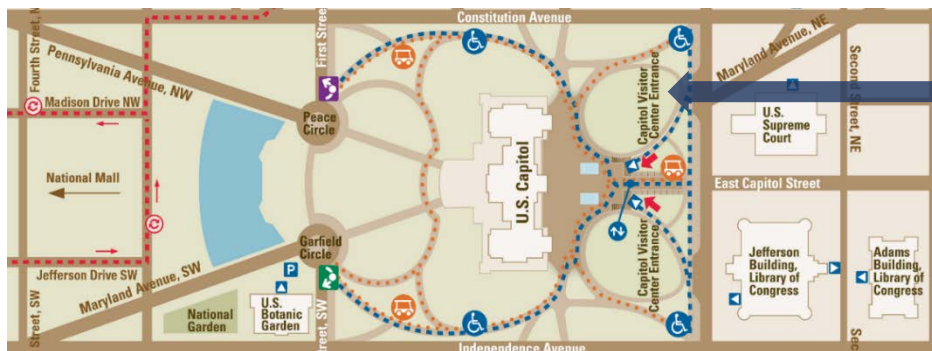 Constitution Avenue
Fourth Street, N
First Street
Maryland Avenue, NE
Second Street, NE
Pennsylvania Avenue, NW
Madison Drive NW
Peace
Circle
Capitol Visitor
Center Entrance
U.S.
Supreme
Court
National Mall
U.S. Capitol
East Capitol Street
Garfield
Circle
Capitol Visitor
Center Entrance
Jefferson
Building,
Library of
Congress
Adams
Building,
Library of
Congress
Jefferson Drive SW
Maryland Avenue, SW
P
National
Garden
U.S.
Botanic
Garden
Street, SW
Street, SW
Sec
Independence Avenue